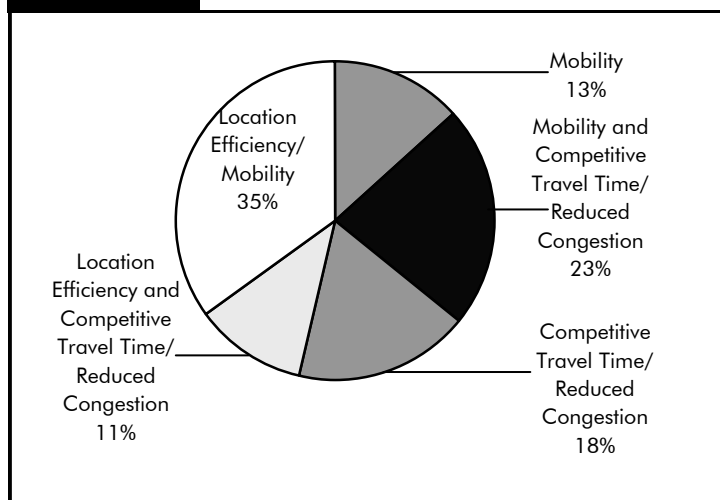 Mobility
13%
Mobility and
Competitive
Travel Time/
Reduced
Congestion
23%
Competitive
Travel Time/
Reduced
Congestion
18%
Location
Efficiency and
Competitive
Travel Time/
Reduced
Congestion
11%
Location
Efficiency/
Mobility
35%